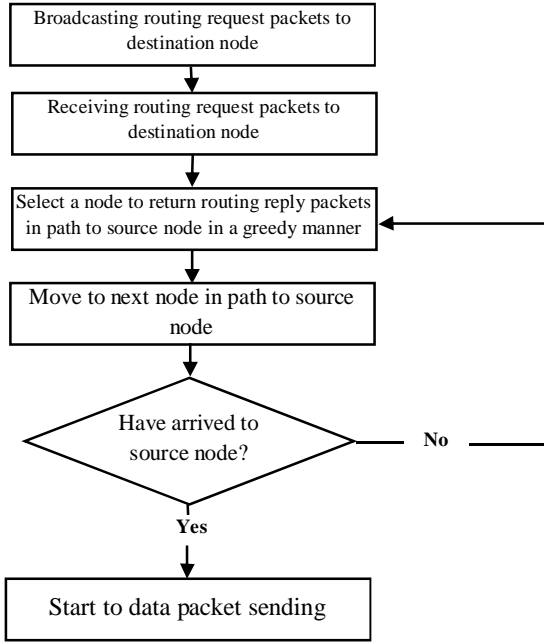 Broadcasting routing request packets to
destination node
Receiving routing request packets to
destination node
Select a node to return routing reply packets
in path to source node in a greedy manner
Move to next node in path to source
node
Have arrived to
source node?
No
Yes
Start to data packet sending